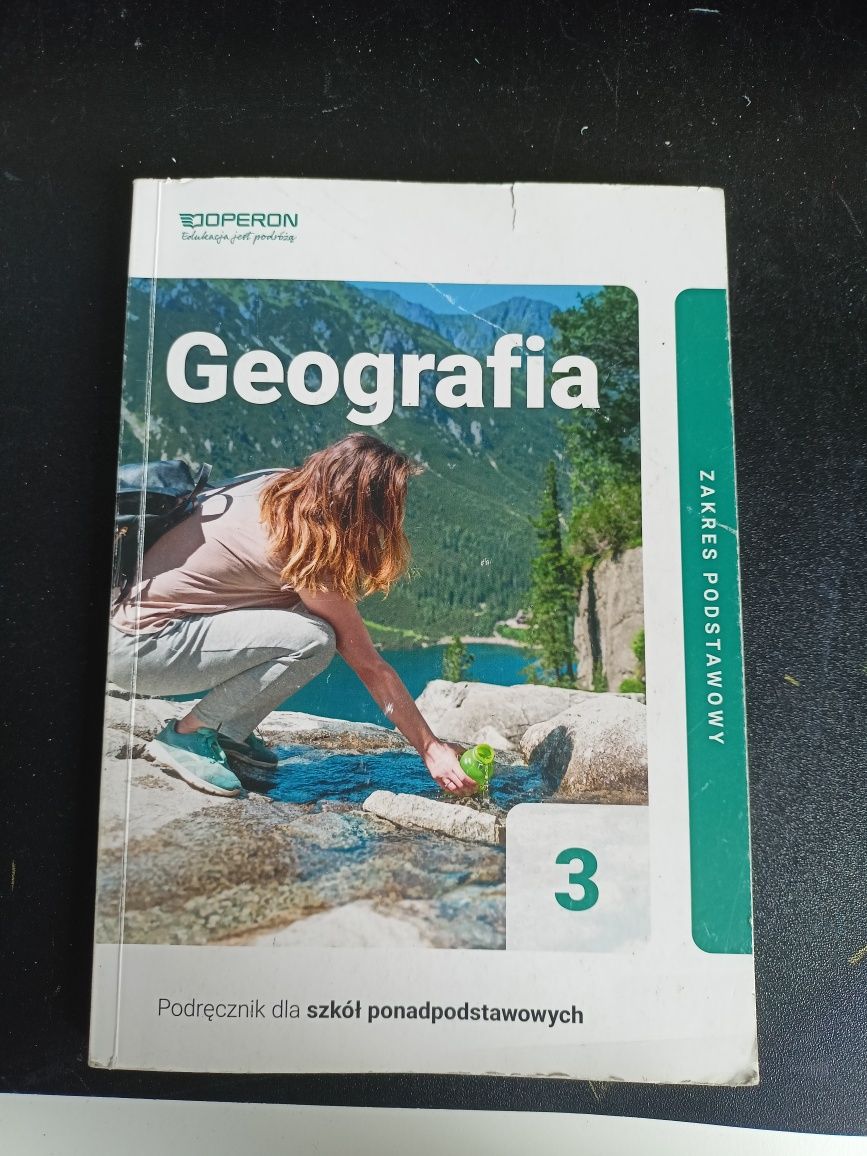 OPERON
Edukacja jest podróżą
Geografia
ZAKRES PODSTAWOWY
3
Podręcznik dla szkół ponadpodstawowych